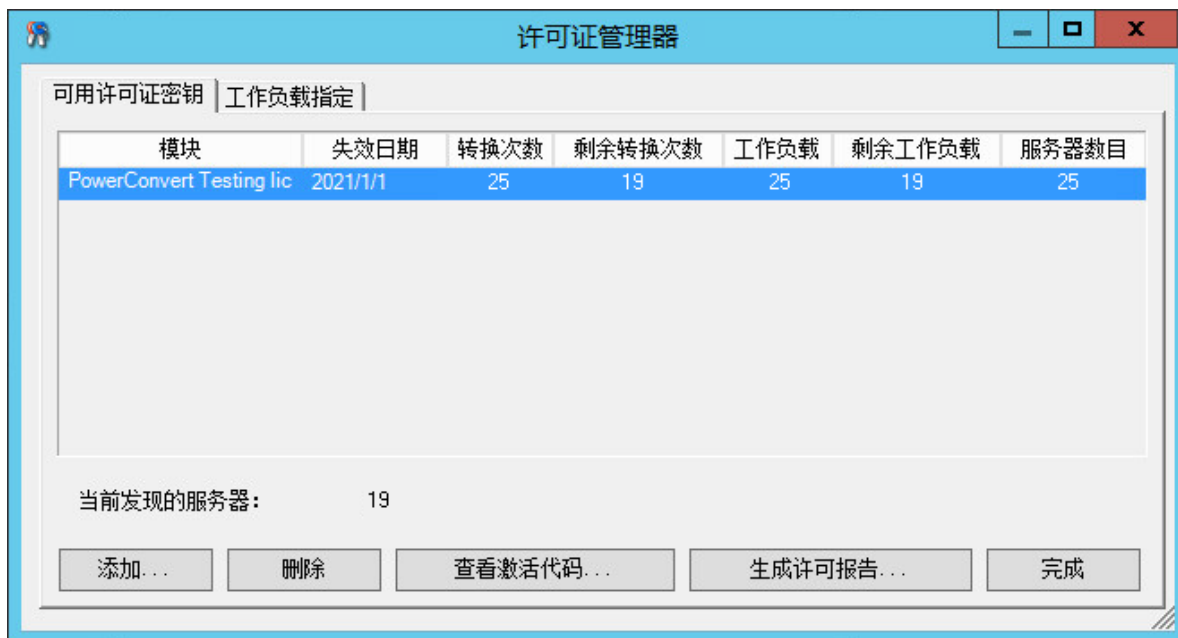 许可证管理器
可用许可证密钥 工作负载指定
模块 失效日期 转换次数 剩余转换次数 工作负载 剩余工作负载 服务器数目
PowerConvert Testing lic 2021/1/1 25 19 25 19 25
当前发现的服务器: 19
添加... 删除 查看激活代码... 生成许可报告... 完成